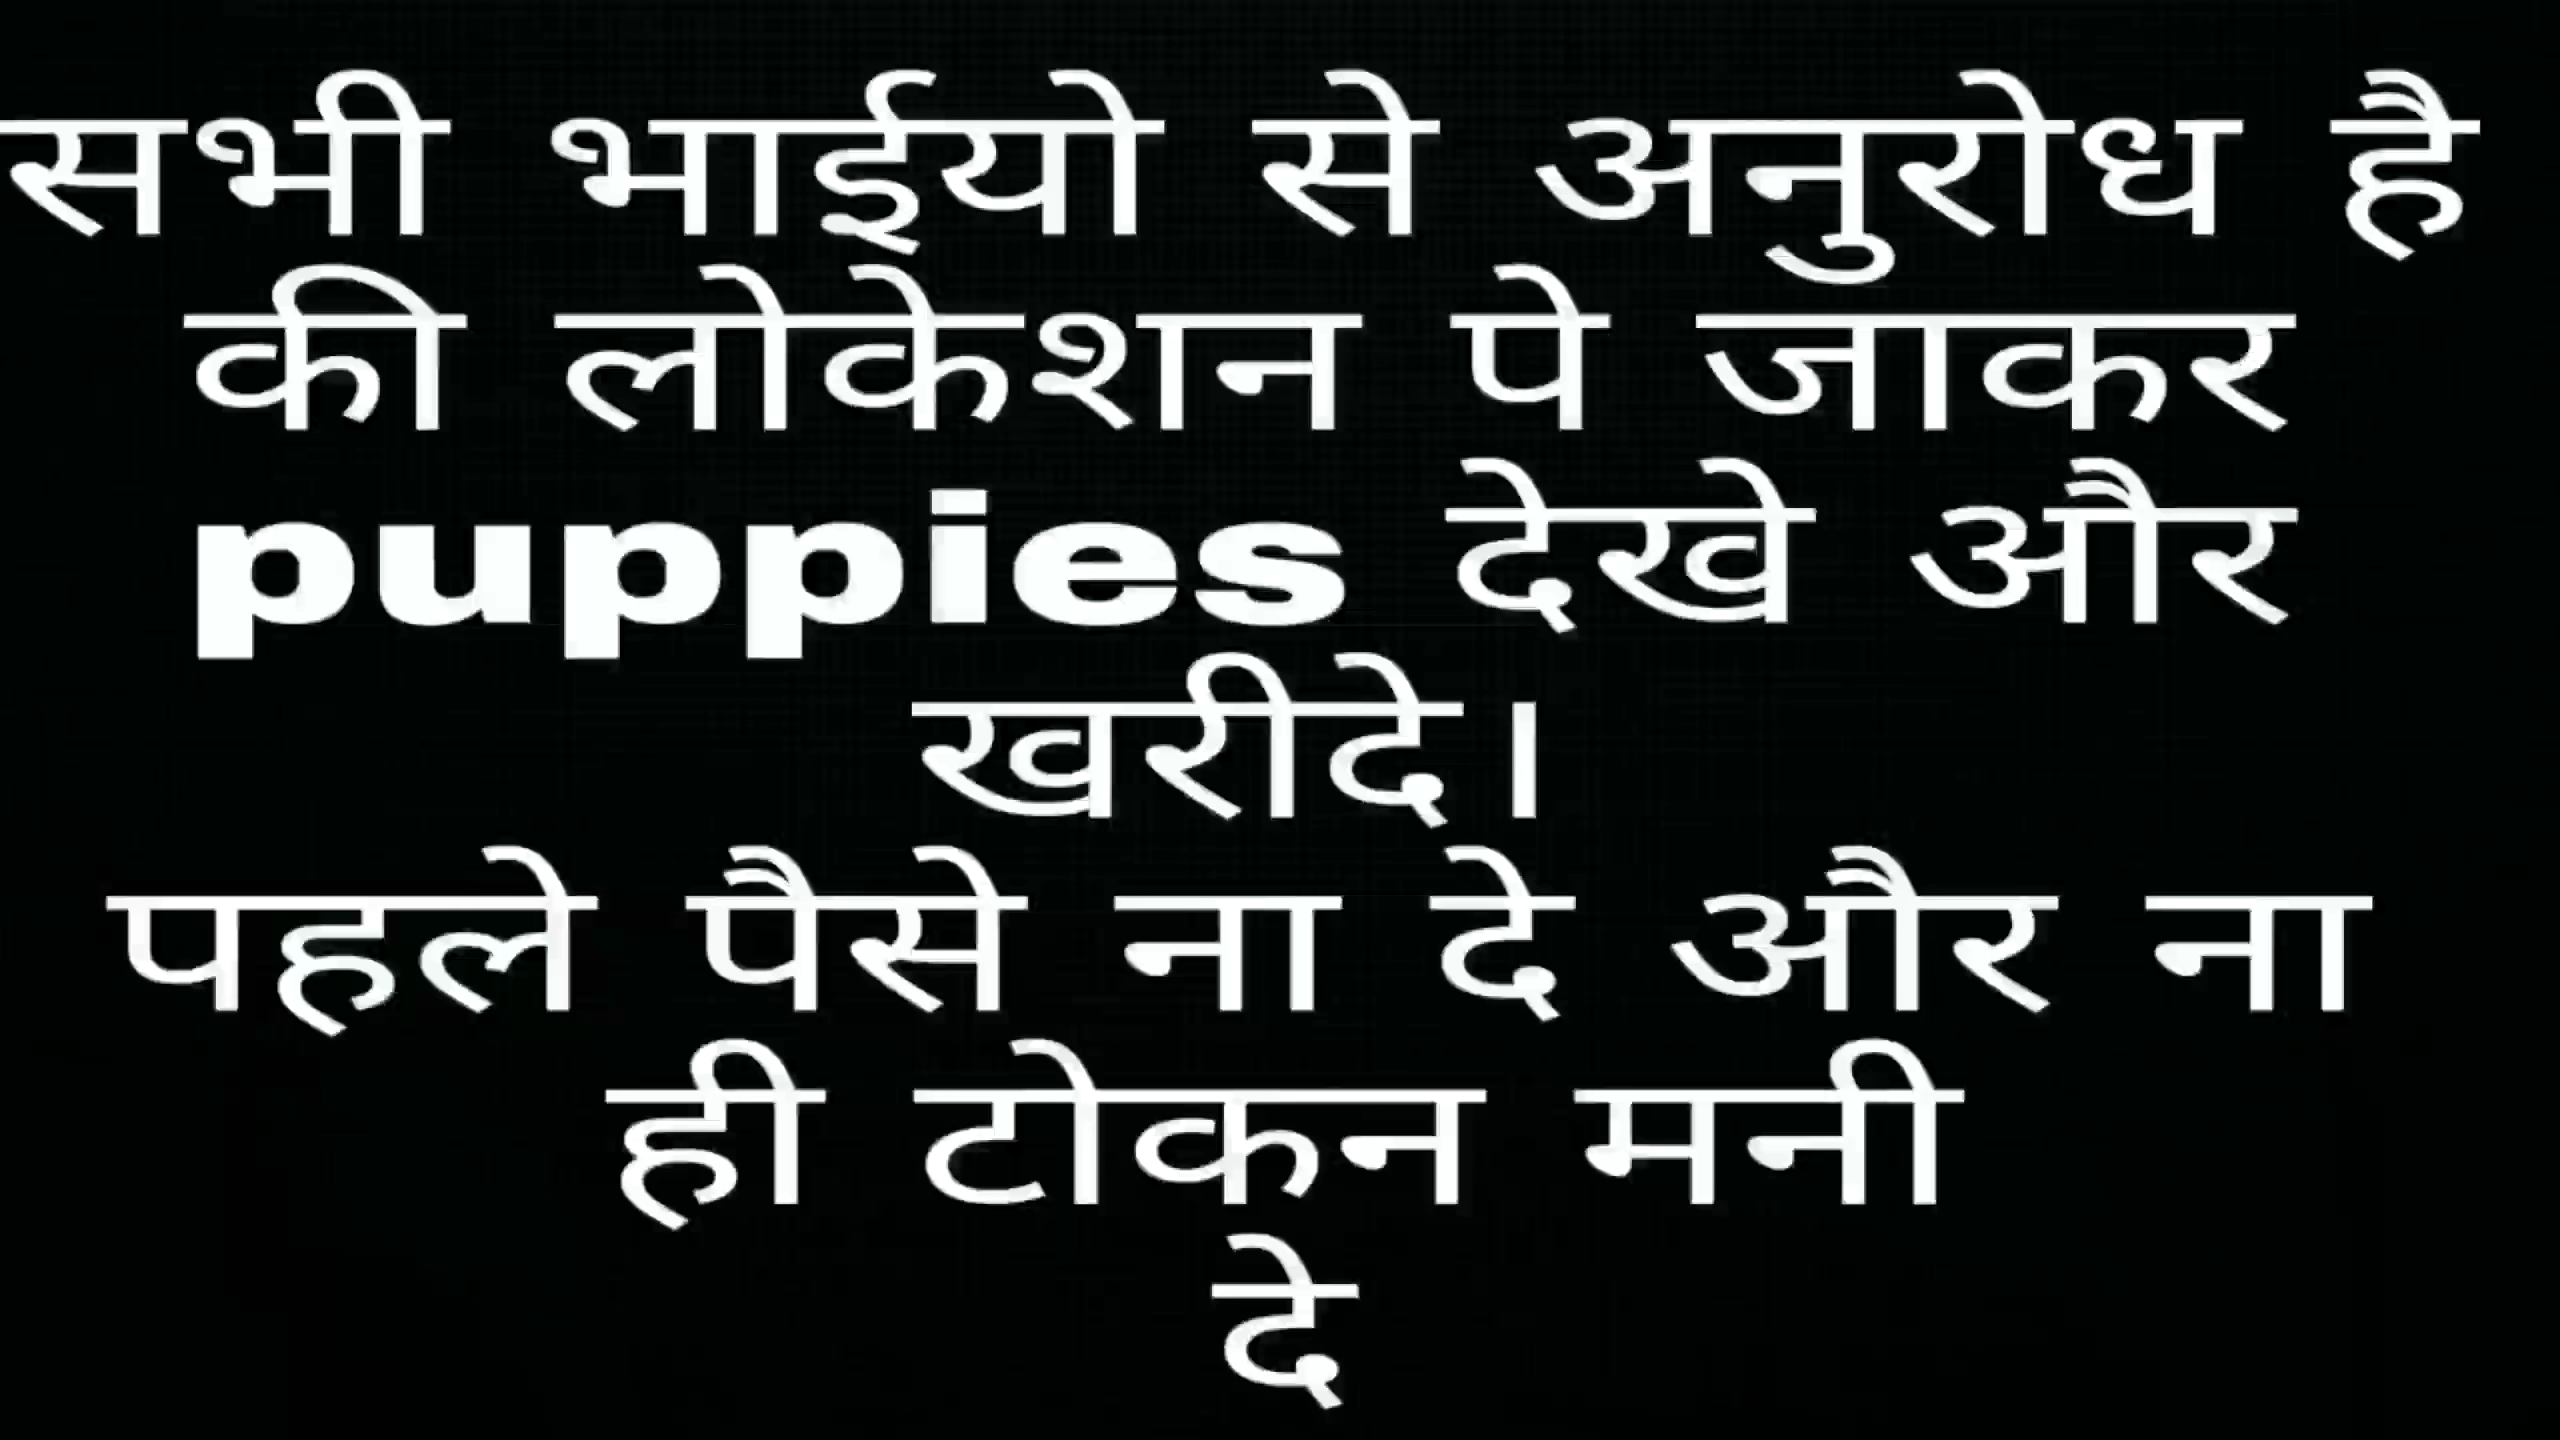 सभी भाईयो से अनुरोध है
की लोकेशन पे जाकर
puppies देखे और
खरीदे।
पहले पैसे ना दे और ना
ही टोकन मनी
दे